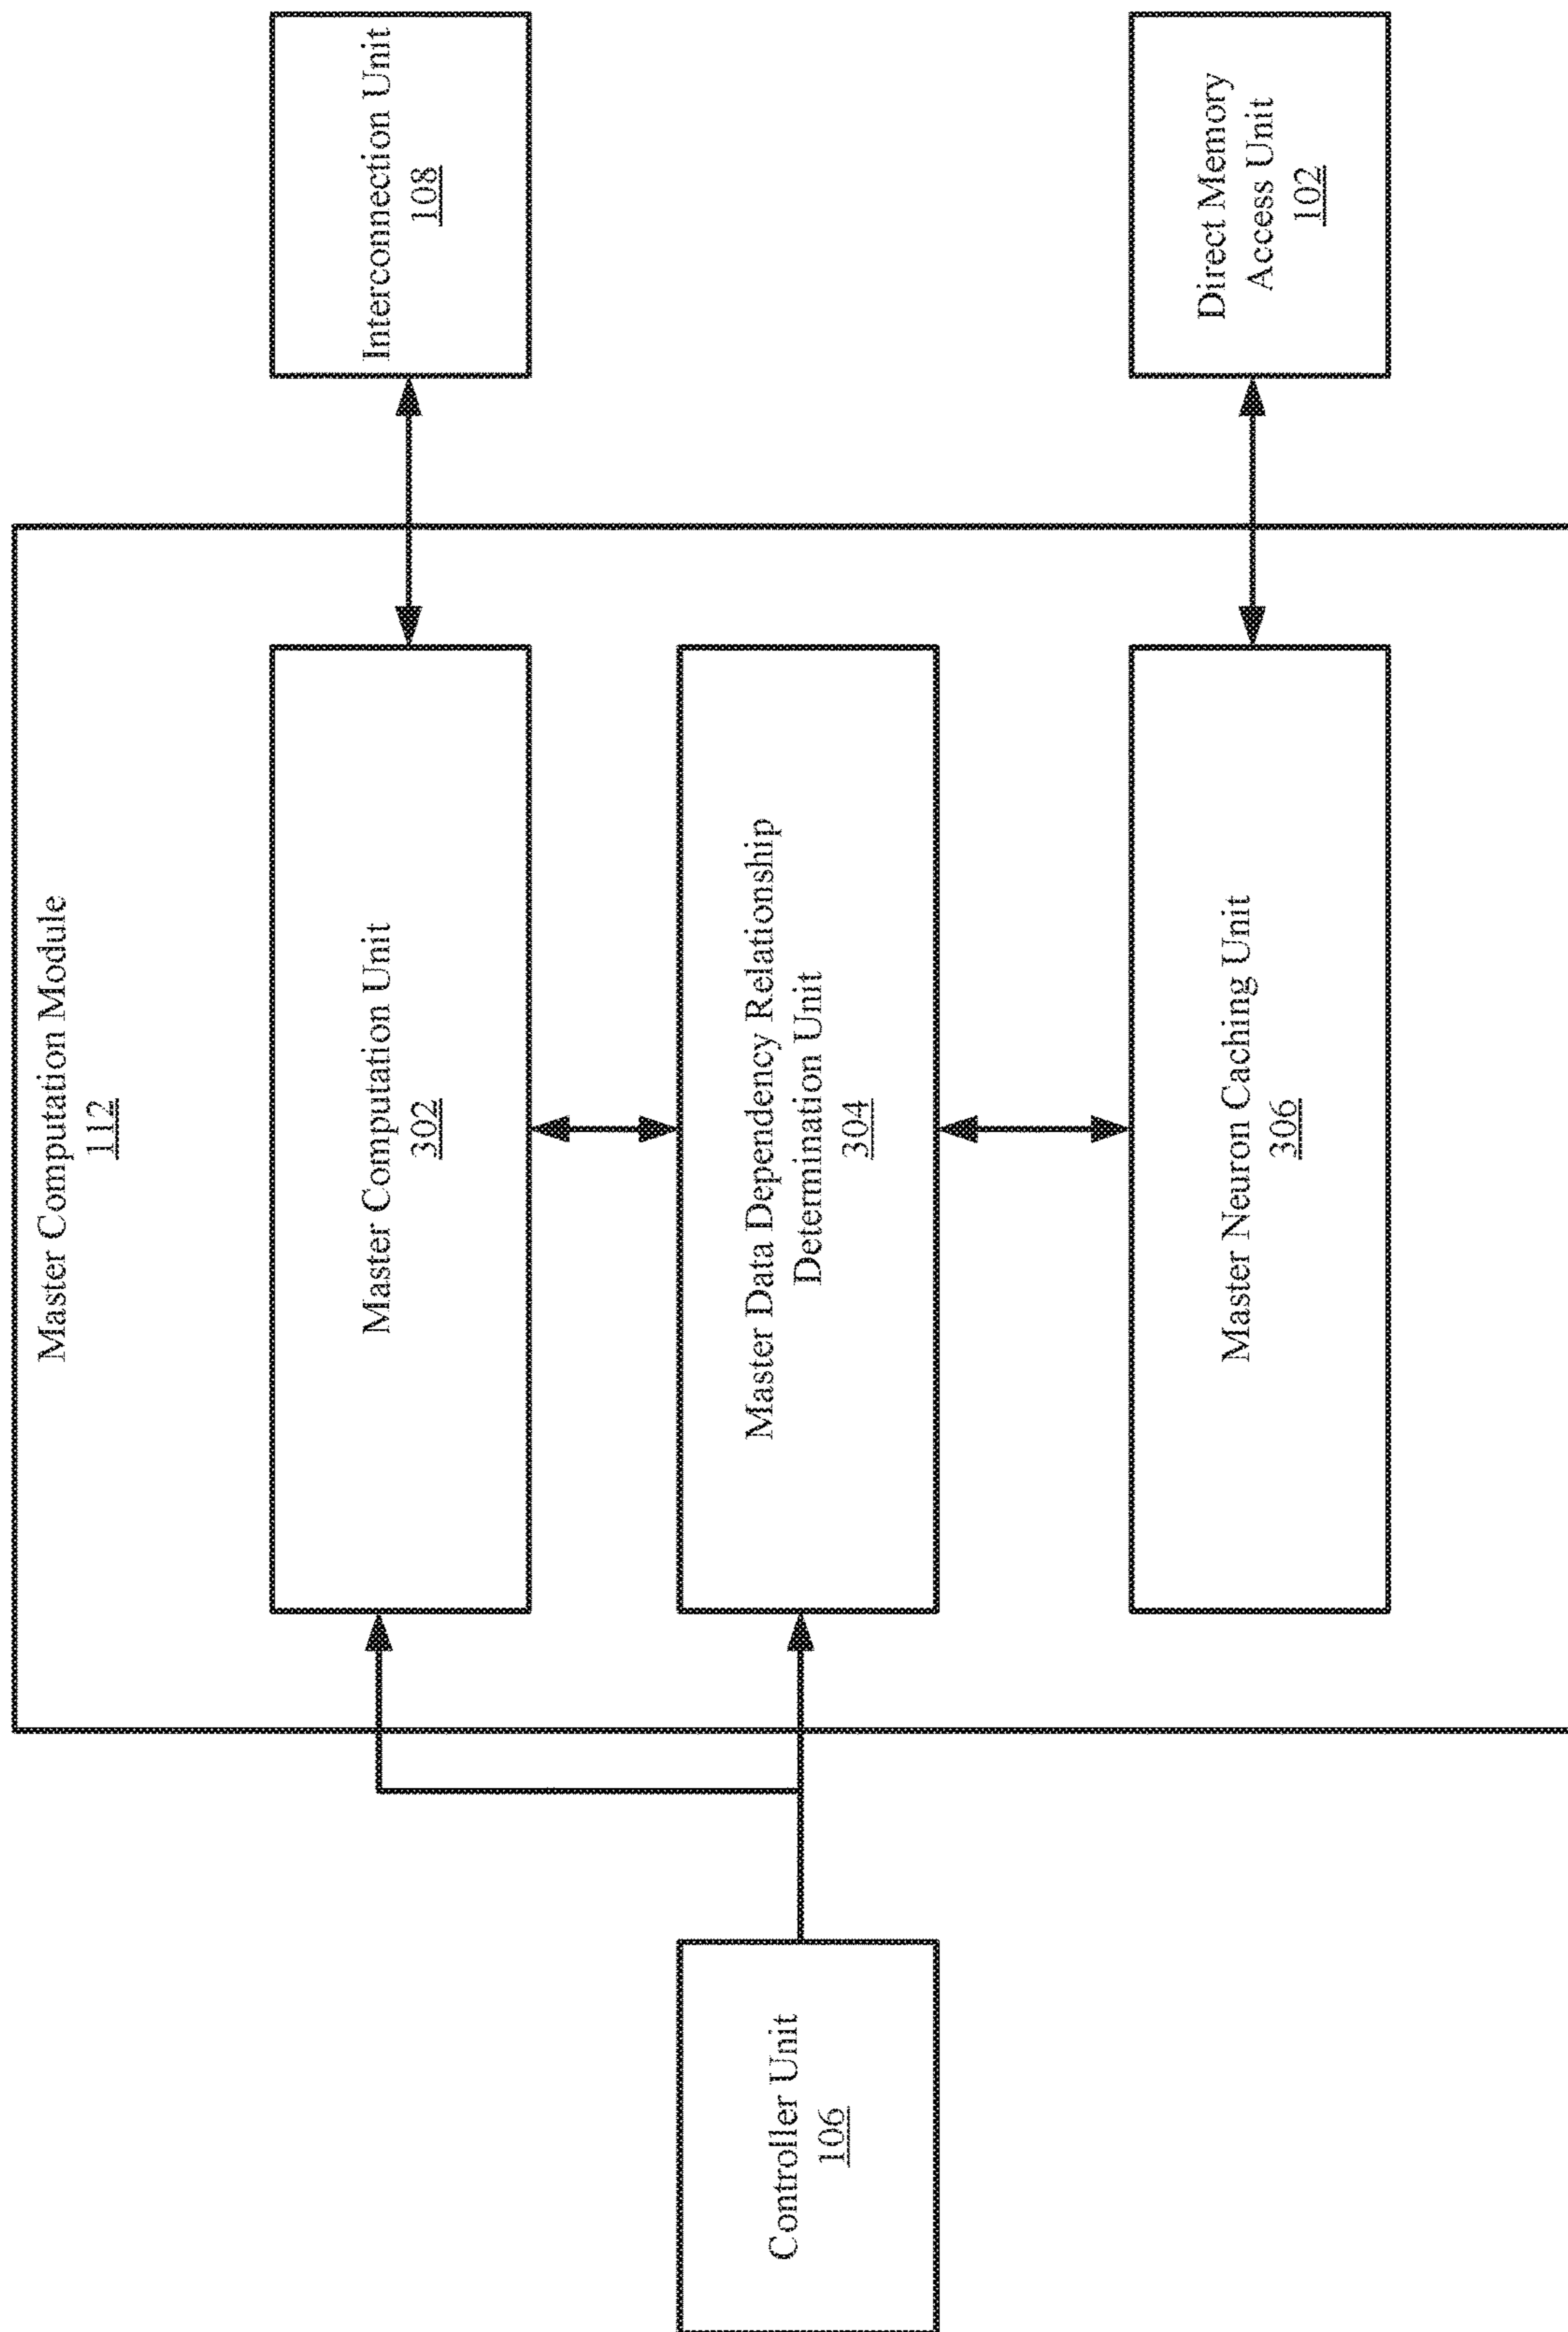 Master Computation Module
112
Controller Unit
106
Master Computation Unit
302
Master Data Dependency Relationship
Determination Unit
304
Master Neuron Caching Unit
306
Interconnection Unit
108
Direct Memory
Access Unit
102